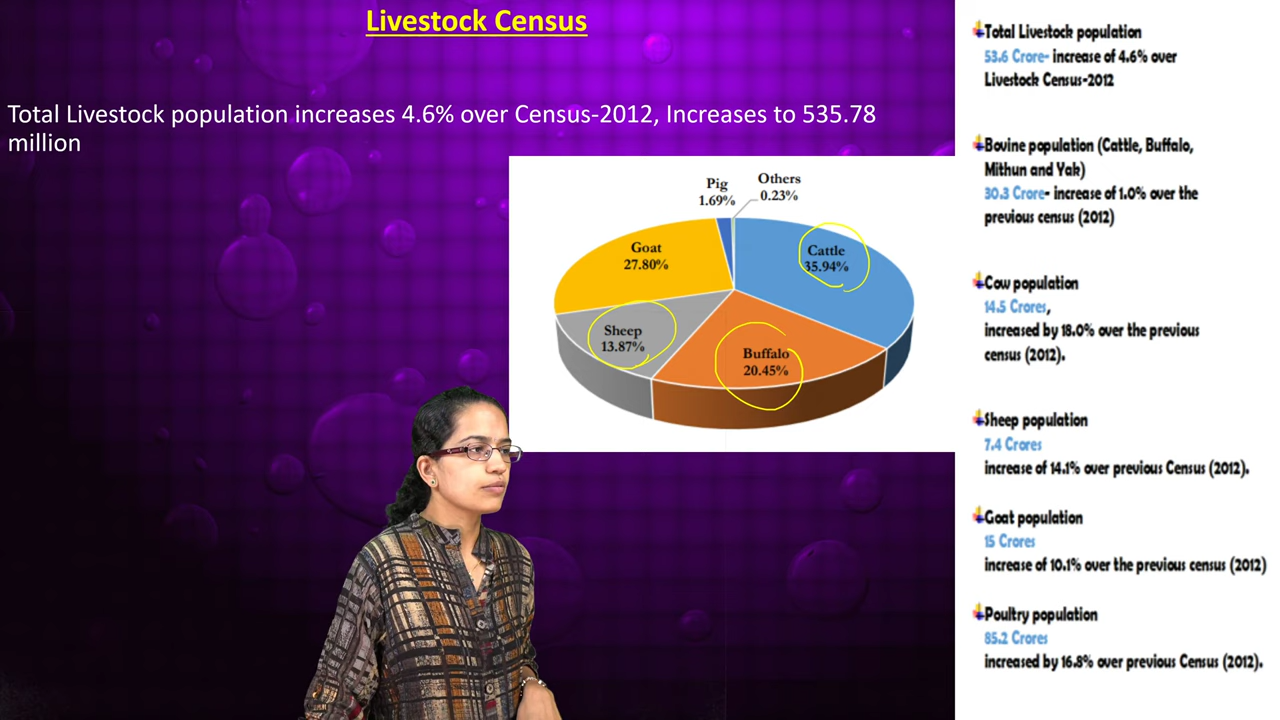 Livestock Census
Total Livestock population increases 4.6% over Census-2012, Increases to 535.78
million
Pig
1.69%
Others
0.23%
Goat
27.80%
Cattle
35.94%
Sheep
13.87%
Buffalo
20.45%
Total Livestock population
53.6 Crore- increase of 4.6% over
Livestock Census-2012
Bovine population (Cattle, Buffalo,
Mithun and Yak)
30.3 Crore- increase of 1.0% over the
previous census (2012)
Cow population
14.5 Crores,
increased by 18.0% over the previous
census (2012).
Sheep population
7.4 Crores
increase of 14.1% over previous Census (2012).
Goat population
15 Crores
increase of 10.1% over the previous census (2012)
Poultry population
85.2 Crores
increased by 16.8% over previous Census (2012).